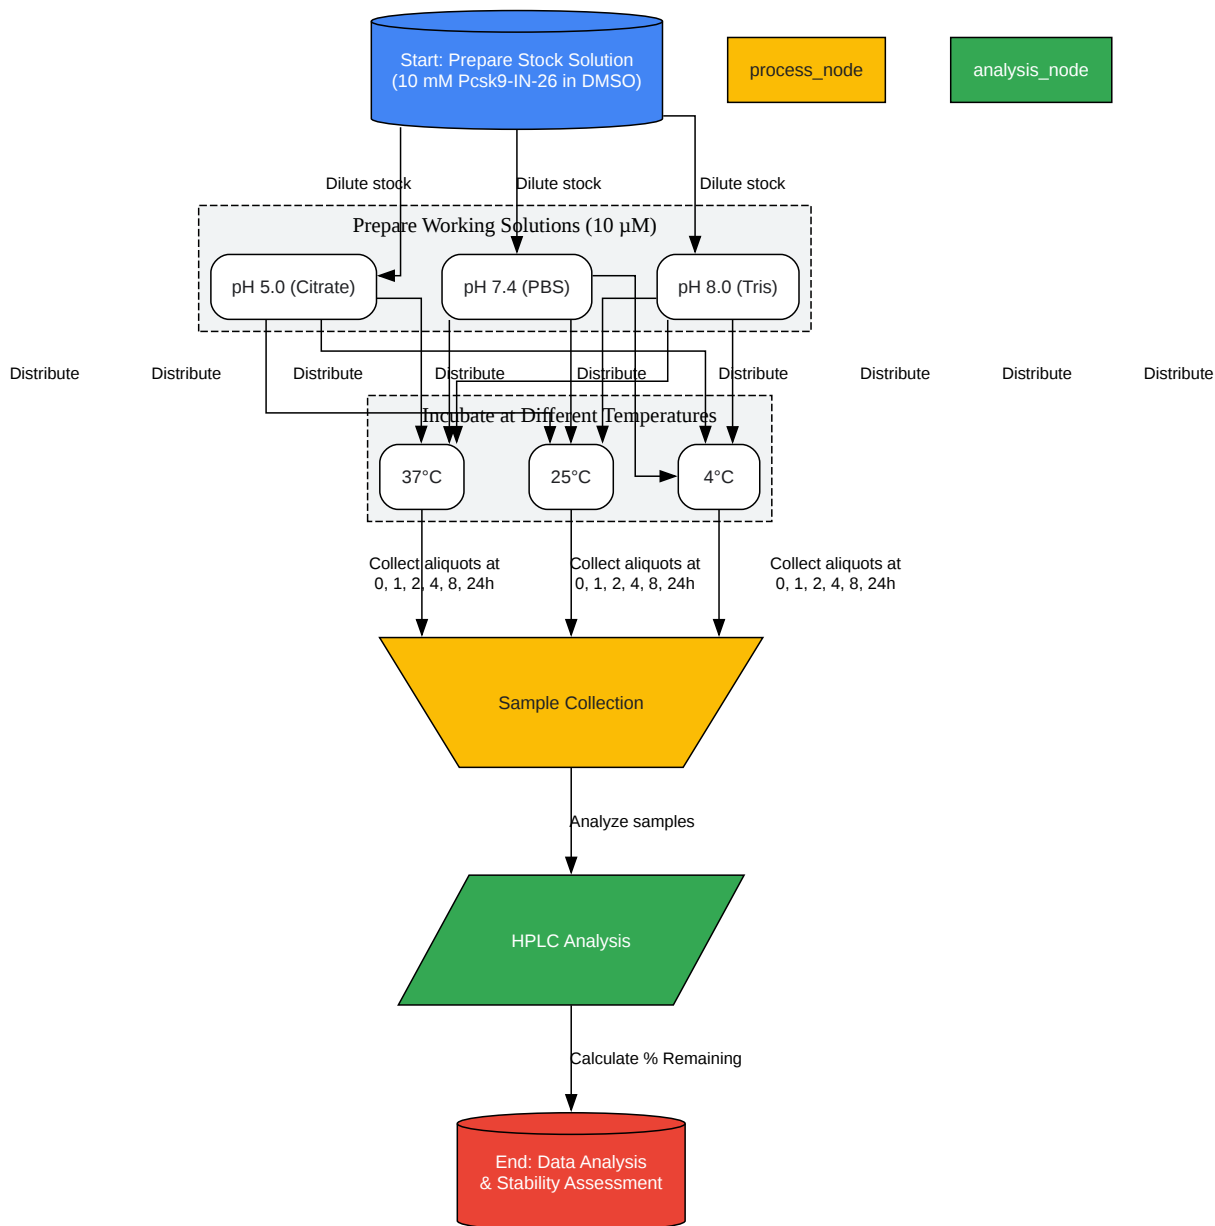 Start: Prepare Stock Solution
(10 mM Pcsk9-IN-26 in DMSO)
process_node
analysis_node
Dilute stock
Dilute stock
Dilute stock
Prepare Working Solutions (10 µM)
pH 5.0 (Citrate)
pH 7.4 (PBS)
pH 8.0 (Tris)
Distribute
Distribute
Distribute
Distribute
Distribute
Distribute
Distribute
Distribute
Distribute
Incubate at Different Temperatures
37°C
25°C
4°C
Collect aliquots at
0, 1, 2, 4, 8, 24h
Collect aliquots at
0, 1, 2, 4, 8, 24h
Collect aliquots at
0, 1, 2, 4, 8, 24h
Sample Collection
Analyze samples
HPLC Analysis
Calculate % Remaining
End: Data Analysis
& Stability Assessment